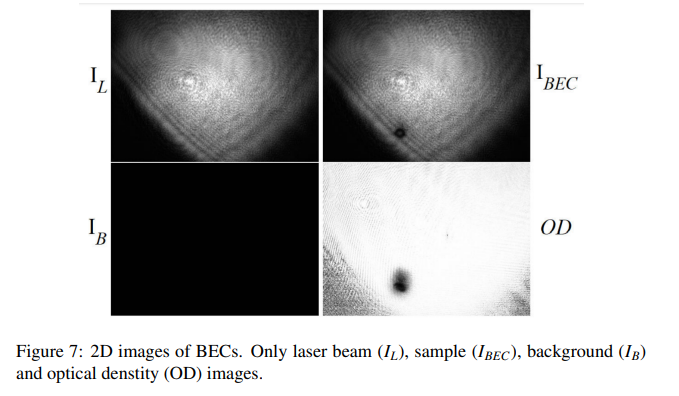 I_L
I_BEC
I_B
OD
Figure 7: 2D images of BECs. Only laser beam (I_L), sample (I_BEC), background (I_B)
and optical denstity (OD) images.